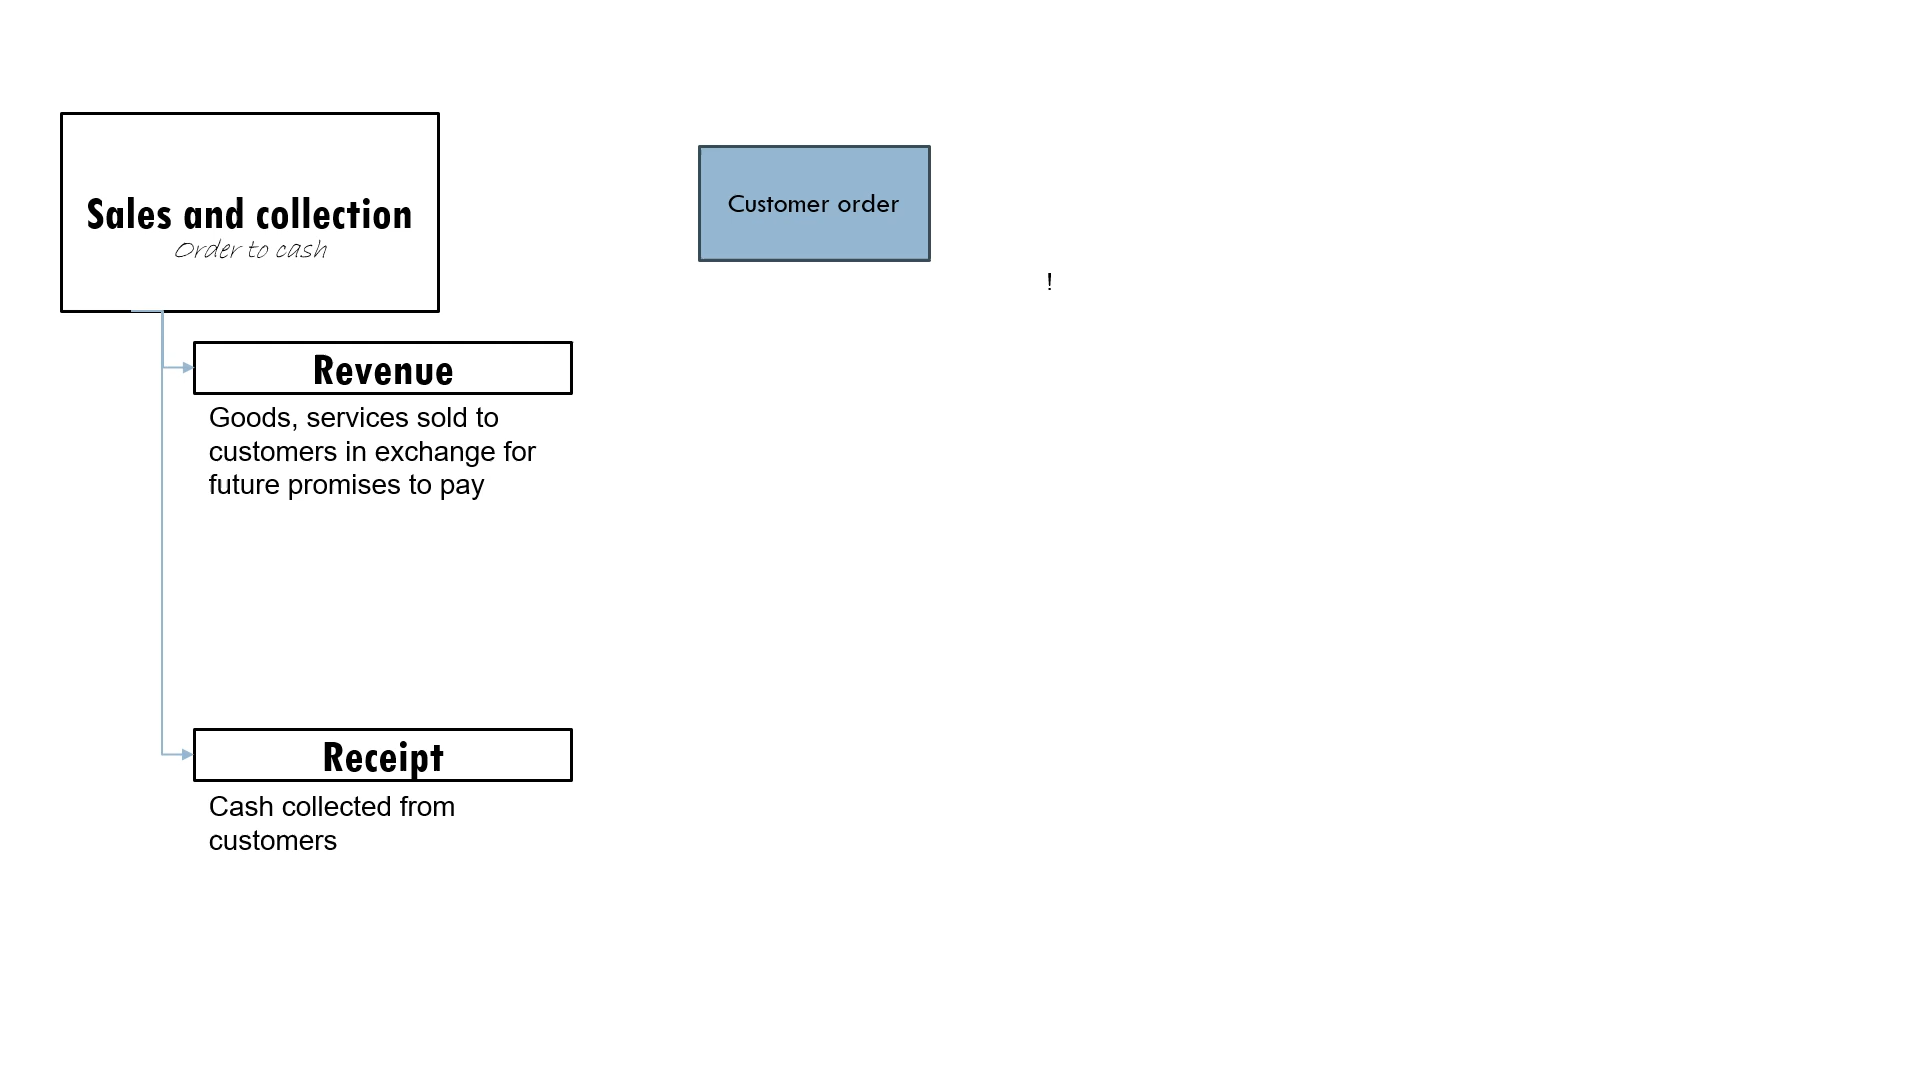 Sales and collection
Order to cash
Customer order
!
Revenue
Goods, services sold to
customers in exchange for
future promises to pay
Receipt
Cash collected from
customers